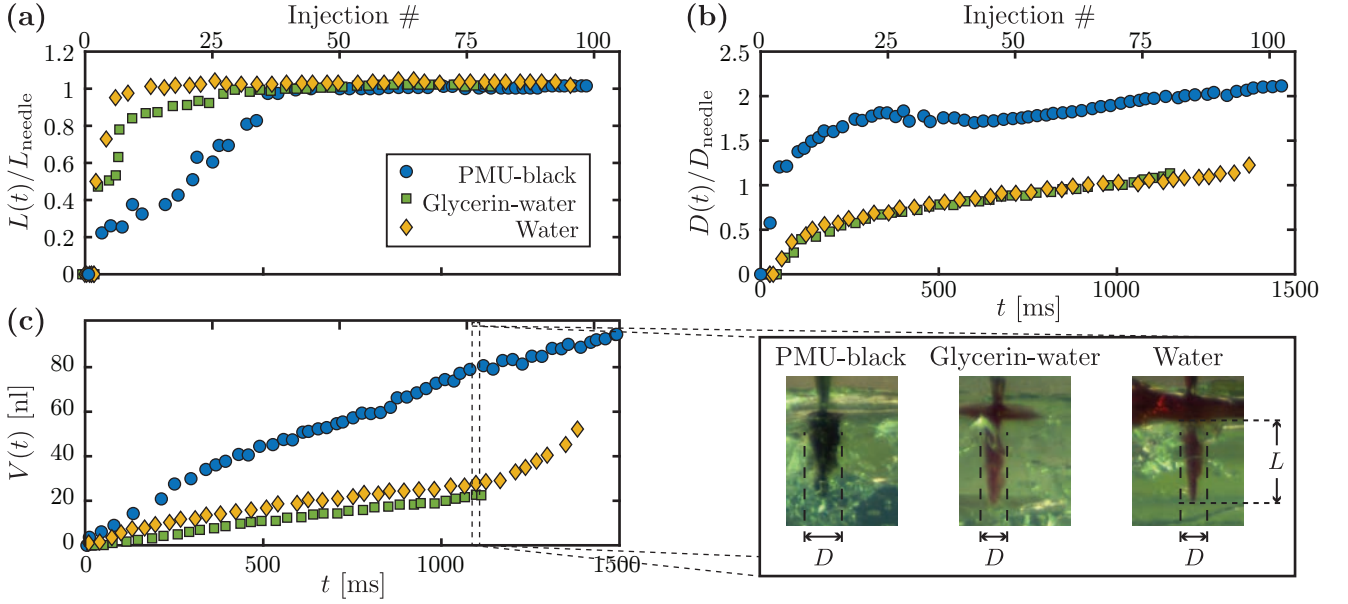 (a)
Injection #
0 25 50 75 100
1.2
1
0.8
0.6
0.4
0.2
0
L(t)/L_needle
PMU-black
Glycerin-water
Water
(b)
Injection #
0 25 50 75 100
2.5
2
1.5
1
0.5
0
D(t)/D_needle
0 500 1000 1500
t [ms]
(c)
80
60
40
20
0
V(t) [nl]
0 500 1000 1500
t [ms]
PMU-black Glycerin-water Water
L
D D D